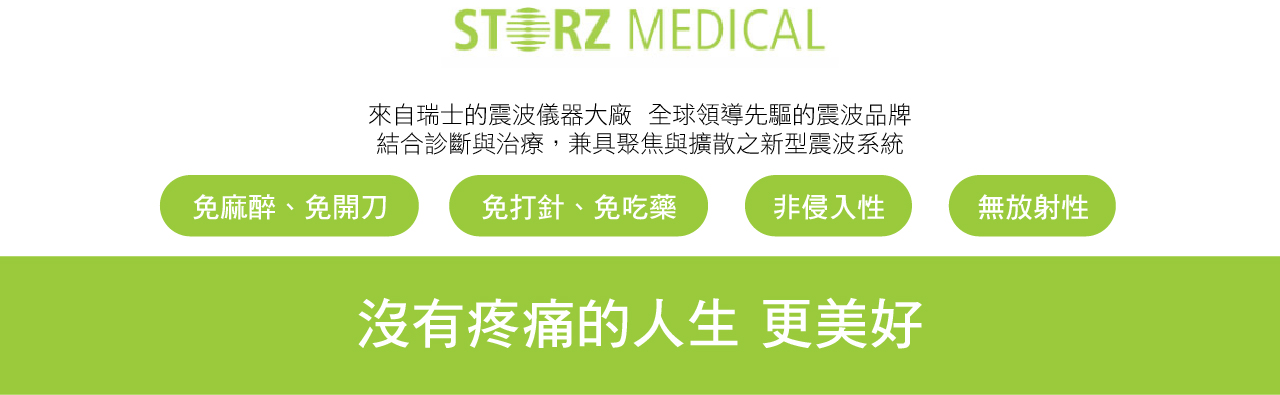 STORZ MEDICAL
來自瑞士的震波儀器大廠 全球領導先驅的震波品牌
結合診斷與治療，兼具聚焦與擴散之新型震波系統
免麻醉、免開刀 免打針、免吃藥 非侵入性 無放射性
沒有疼痛的人生 更美好